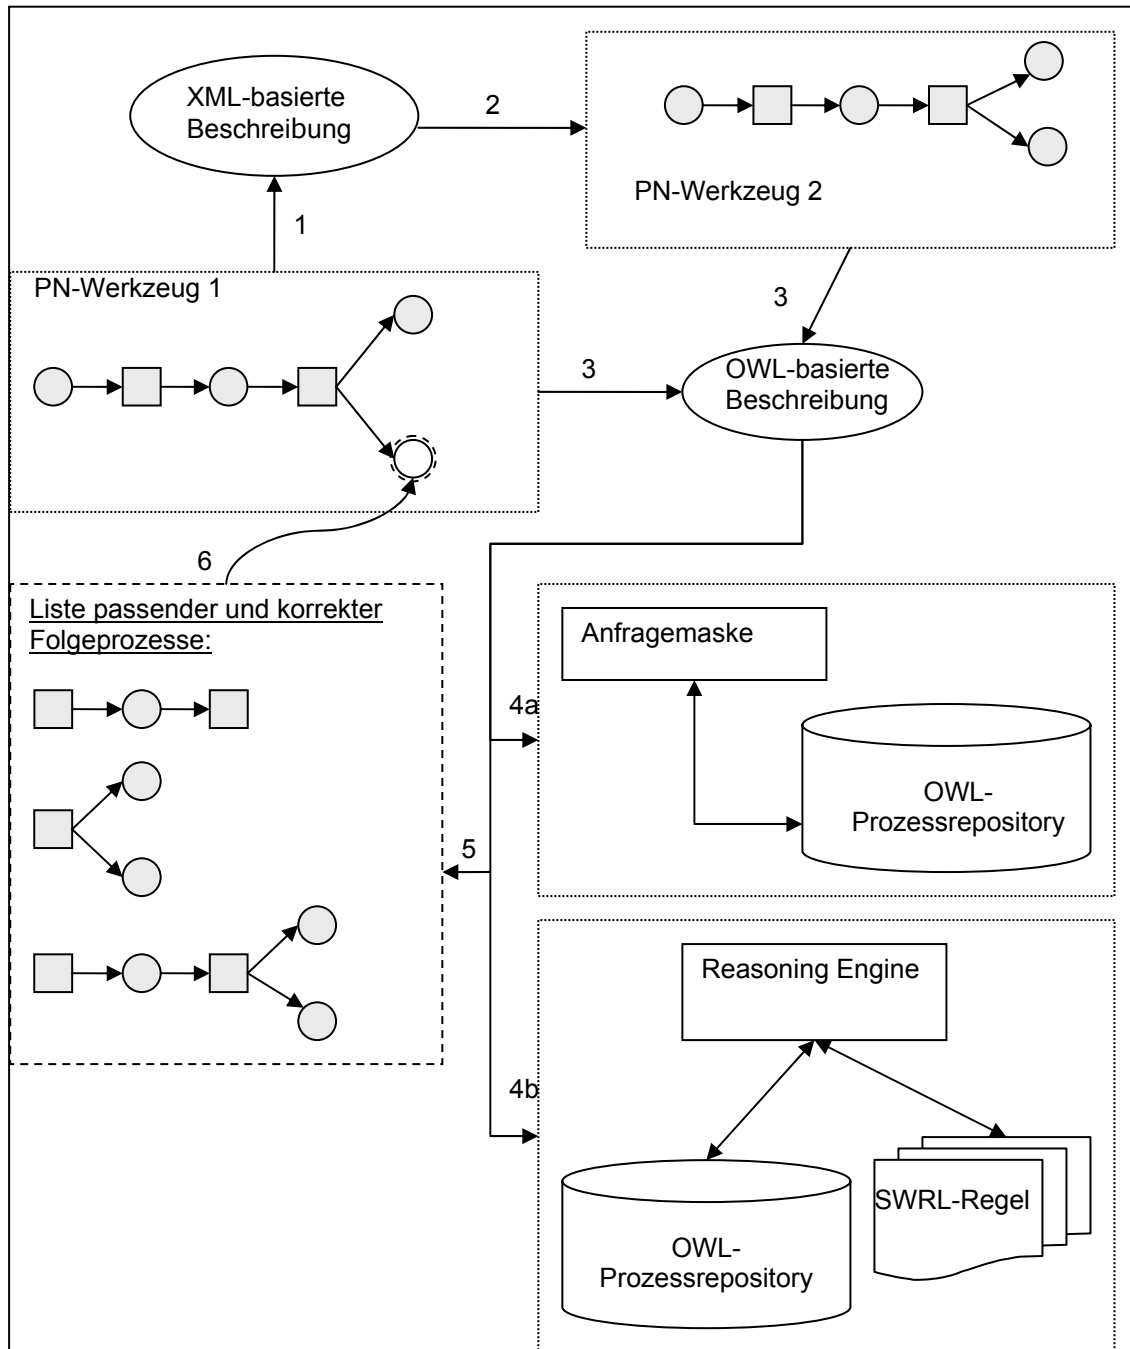 XML-basierte
Beschreibung
2
PN-Werkzeug 2
1
PN-Werkzeug 1
3
3
OWL-basierte
Beschreibung
6
Liste passender und korrekter
Folgeprozesse:
Anfragemaske
4a
OWL-
Prozessrepository
5
Reasoning Engine
4b
SWRL-Regel
OWL-
Prozessrepository